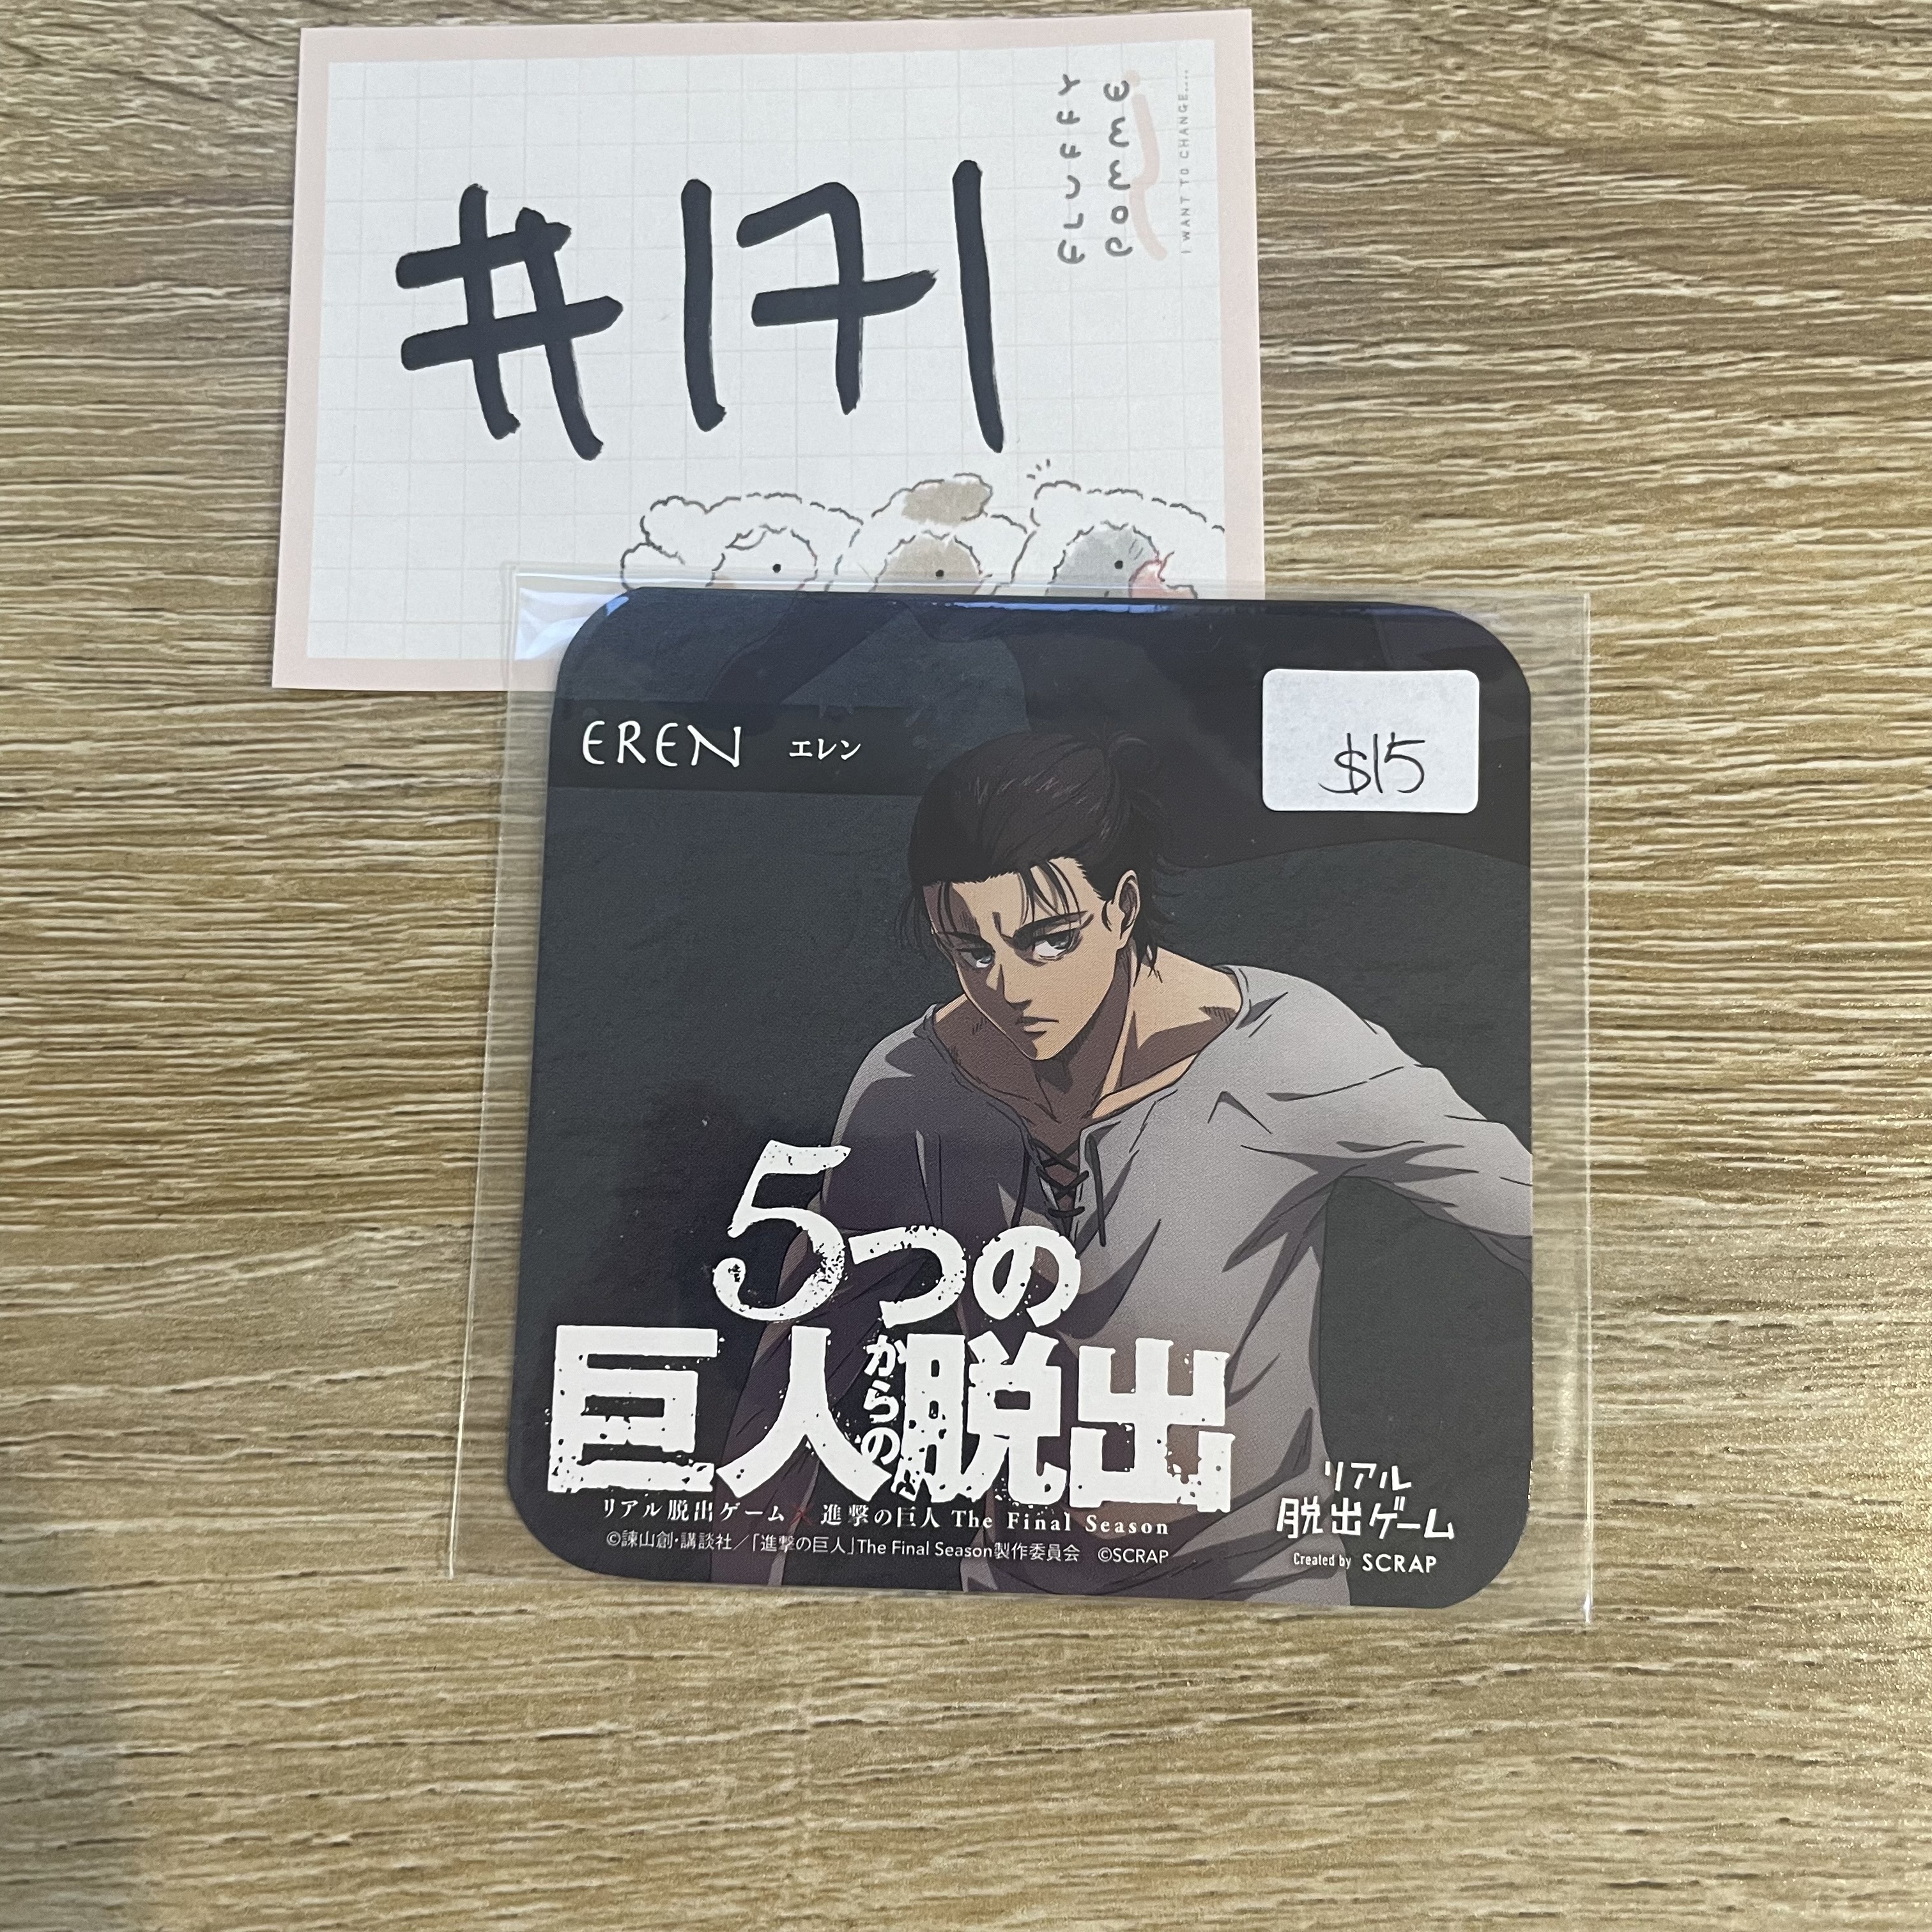 #171
FLUFFY
GOMME
I WANT TO CHANGE....
EREN エレン
$15
5つの
巨人からの脱出
リアル脱出ゲーム×進撃の巨人 The Final Season
©諫山創・講談社／「進撃の巨人」The Final Season製作委員会 ©SCRAP
リアル
脱出ゲーム
Created by SCRAP